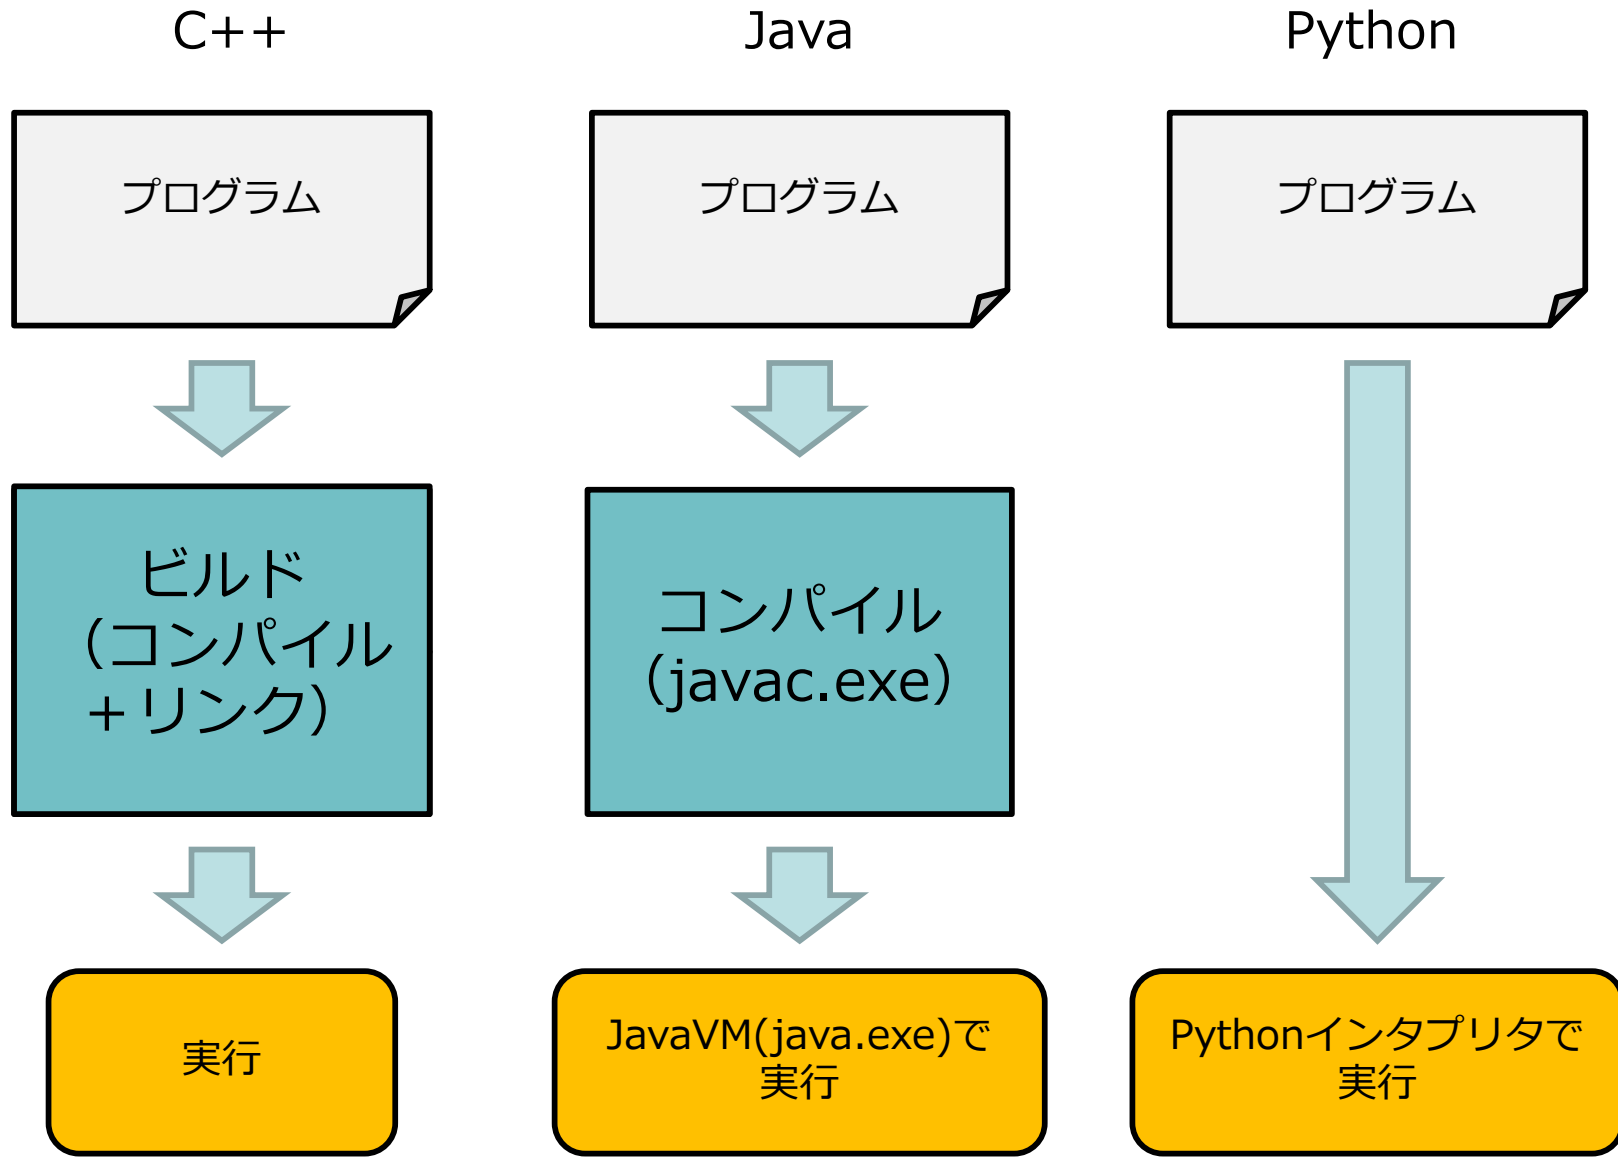 C++
プログラム
ビルド
（コンパイル
＋リンク）
実行
Java
プログラム
コンパイル
（javac.exe）
JavaVM(java.exe)で
実行
Python
プログラム
Pythonインタプリタで
実行